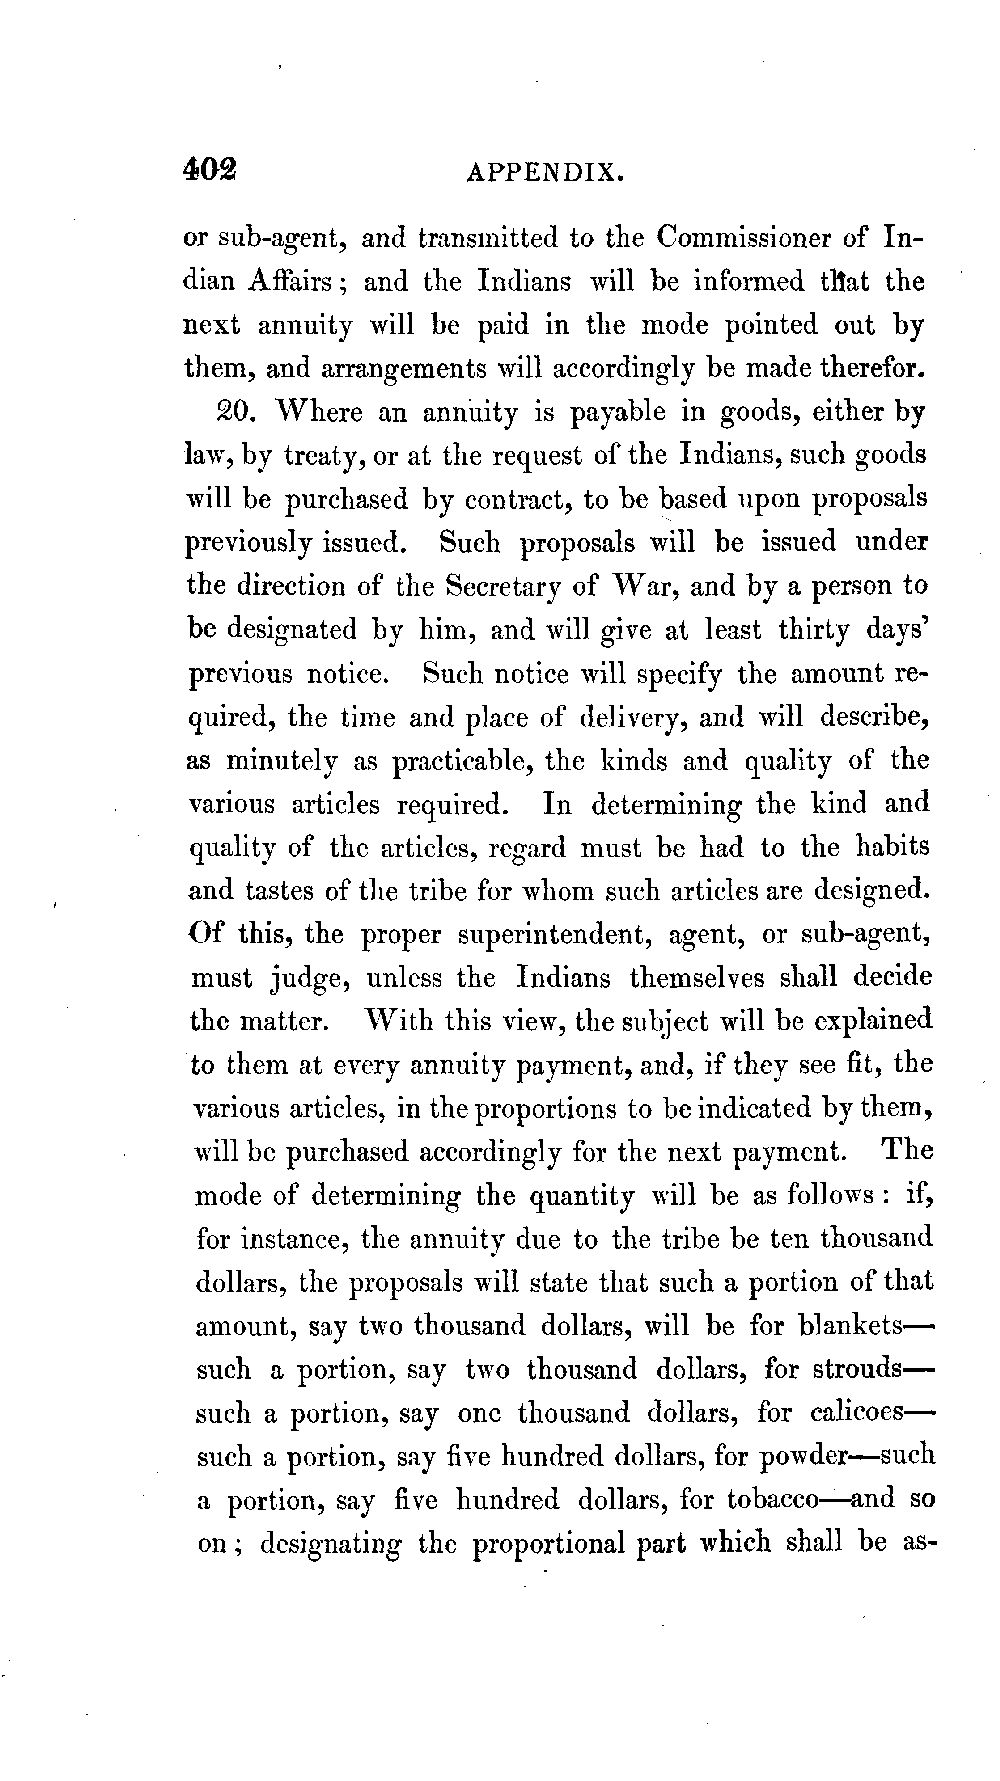 402 APPENDIX.
or sub-agent, and transmitted to the Commissioner of In-
dian Affairs; and the Indians will be informed that the
next annuity will be paid in the mode pointed out by
them, and arrangements will accordingly be made therefor.
20. Where an annuity is payable in goods, either by
law, by treaty, or at the request of the Indians, such goods
will be purchased by contract, to be based upon proposals
previously issued. Such proposals will be issued under
the direction of the Secretary of War, and by a person to
be designated by him, and will give at least thirty days'
previous notice. Such notice will specify the amount re-
quired, the time and place of delivery, and will describe,
as minutely as practicable, the kinds and quality of the
various articles required. In determining the kind and
quality of the articles, regard must be had to the habits
and tastes of the tribe for whom such articles are designed.
Of this, the proper superintendent, agent, or sub-agent,
must judge, unless the Indians themselves shall decide
the matter. With this view, the subject will be explained
to them at every annuity payment, and, if they see fit, the
various articles, in the proportions to be indicated by them,
will be purchased accordingly for the next payment. The
mode of determining the quantity will be as follows: if,
for instance, the annuity due to the tribe be ten thousand
dollars, the proposals will state that such a portion of that
amount, say two thousand dollars, will be for blankets—
such a portion, say two thousand dollars, for strouds—
such a portion, say one thousand dollars, for calicoes—
such a portion, say five hundred dollars, for powder—such
a portion, say five hundred dollars, for tobacco—and so
on; designating the proportional part which shall be as-